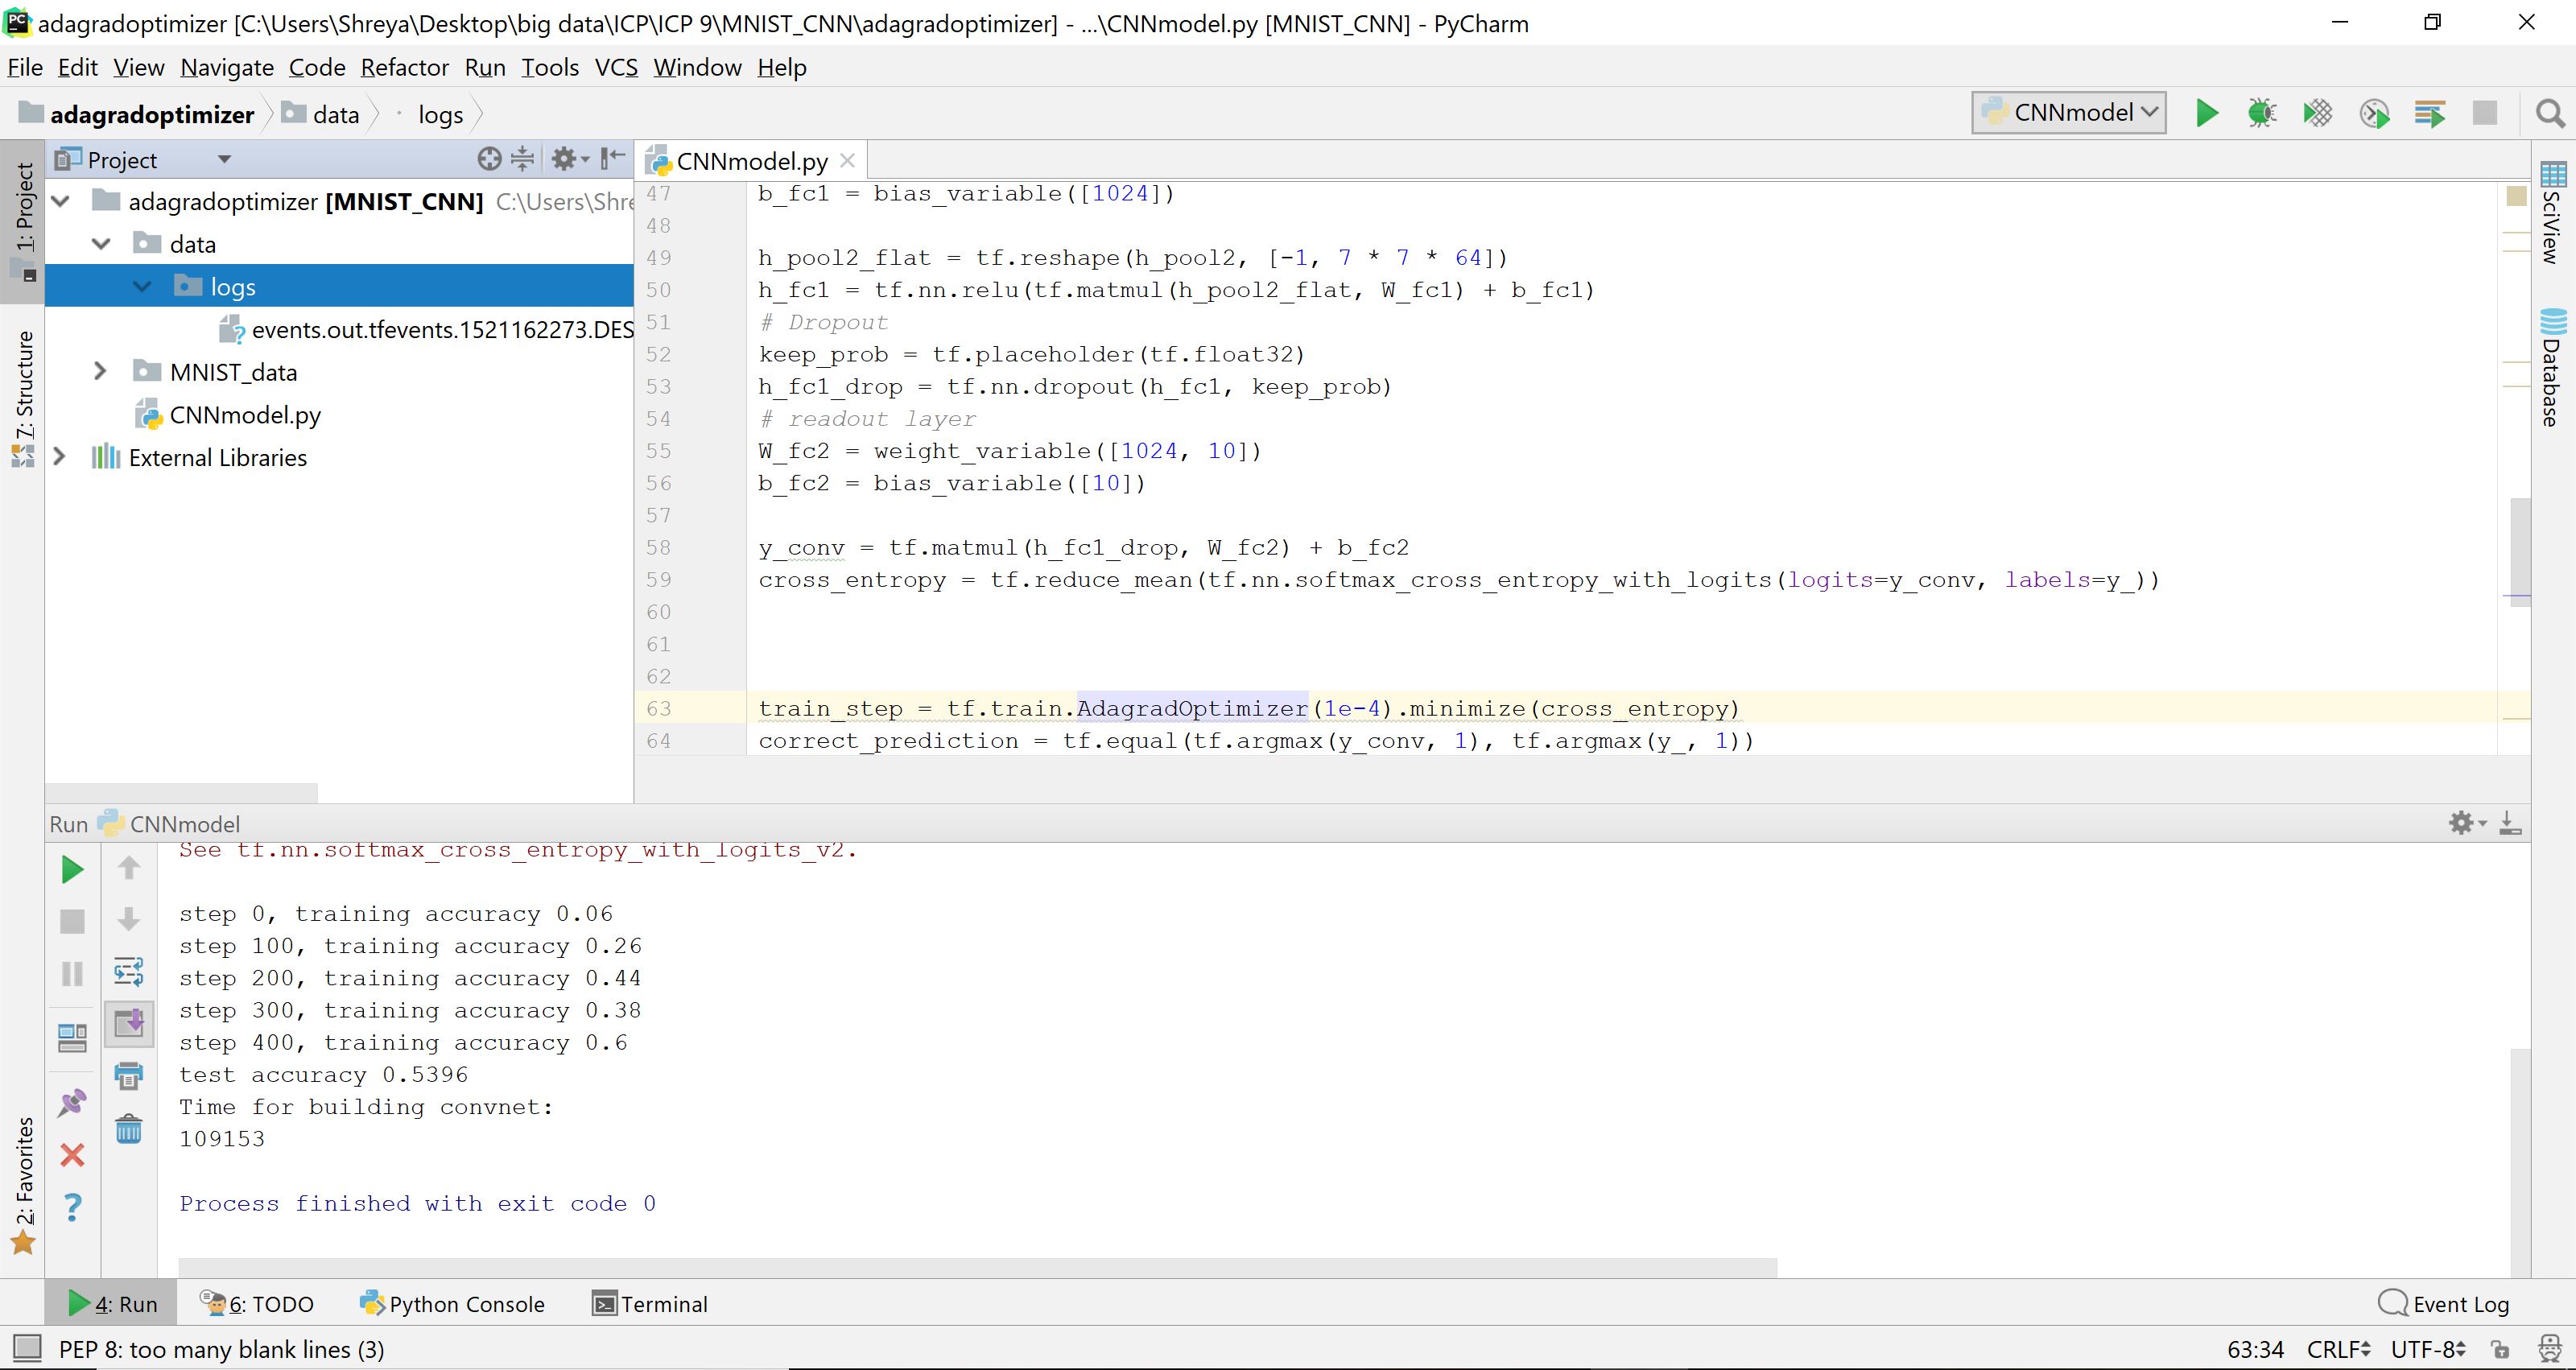 adagradoptimizer [C:\Users\Shreya\Desktop\big data\ICP\ICP 9\MNIST_CNN\adagradoptimizer] - ...\CNNmodel.py [MNIST_CNN] - PyCharm
File Edit View Navigate Code Refactor Run Tools VCS Window Help
adagradoptimizer data logs
CNNmodel
1: Project
7: Structure
2: Favorites
Project
adagradoptimizer [MNIST_CNN] C:\Users\Shre
data
logs
events.out.tfevents.1521162273.DES
MNIST_data
CNNmodel.py
External Libraries
CNNmodel.py
47 b_fc1 = bias_variable([1024])
48
49 h_pool2_flat = tf.reshape(h_pool2, [-1, 7 * 7 * 64])
50 h_fc1 = tf.nn.relu(tf.matmul(h_pool2_flat, W_fc1) + b_fc1)
51 # Dropout
52 keep_prob = tf.placeholder(tf.float32)
53 h_fc1_drop = tf.nn.dropout(h_fc1, keep_prob)
54 # readout layer
55 W_fc2 = weight_variable([1024, 10])
56 b_fc2 = bias_variable([10])
57
58 y_conv = tf.matmul(h_fc1_drop, W_fc2) + b_fc2
59 cross_entropy = tf.reduce_mean(tf.nn.softmax_cross_entropy_with_logits(logits=y_conv, labels=y_))
60
61
62
63 train_step = tf.train.AdagradOptimizer(1e-4).minimize(cross_entropy)
64 correct_prediction = tf.equal(tf.argmax(y_conv, 1), tf.argmax(y_, 1))
SciView
Database
Run CNNmodel
See tf.nn.softmax_cross_entropy_with_logits_v2.
step 0, training accuracy 0.06
step 100, training accuracy 0.26
step 200, training accuracy 0.44
step 300, training accuracy 0.38
step 400, training accuracy 0.6
test accuracy 0.5396
Time for building convnet:
109153
Process finished with exit code 0
4: Run 6: TODO Python Console Terminal Event Log
PEP 8: too many blank lines (3) 63:34 CRLF UTF-8